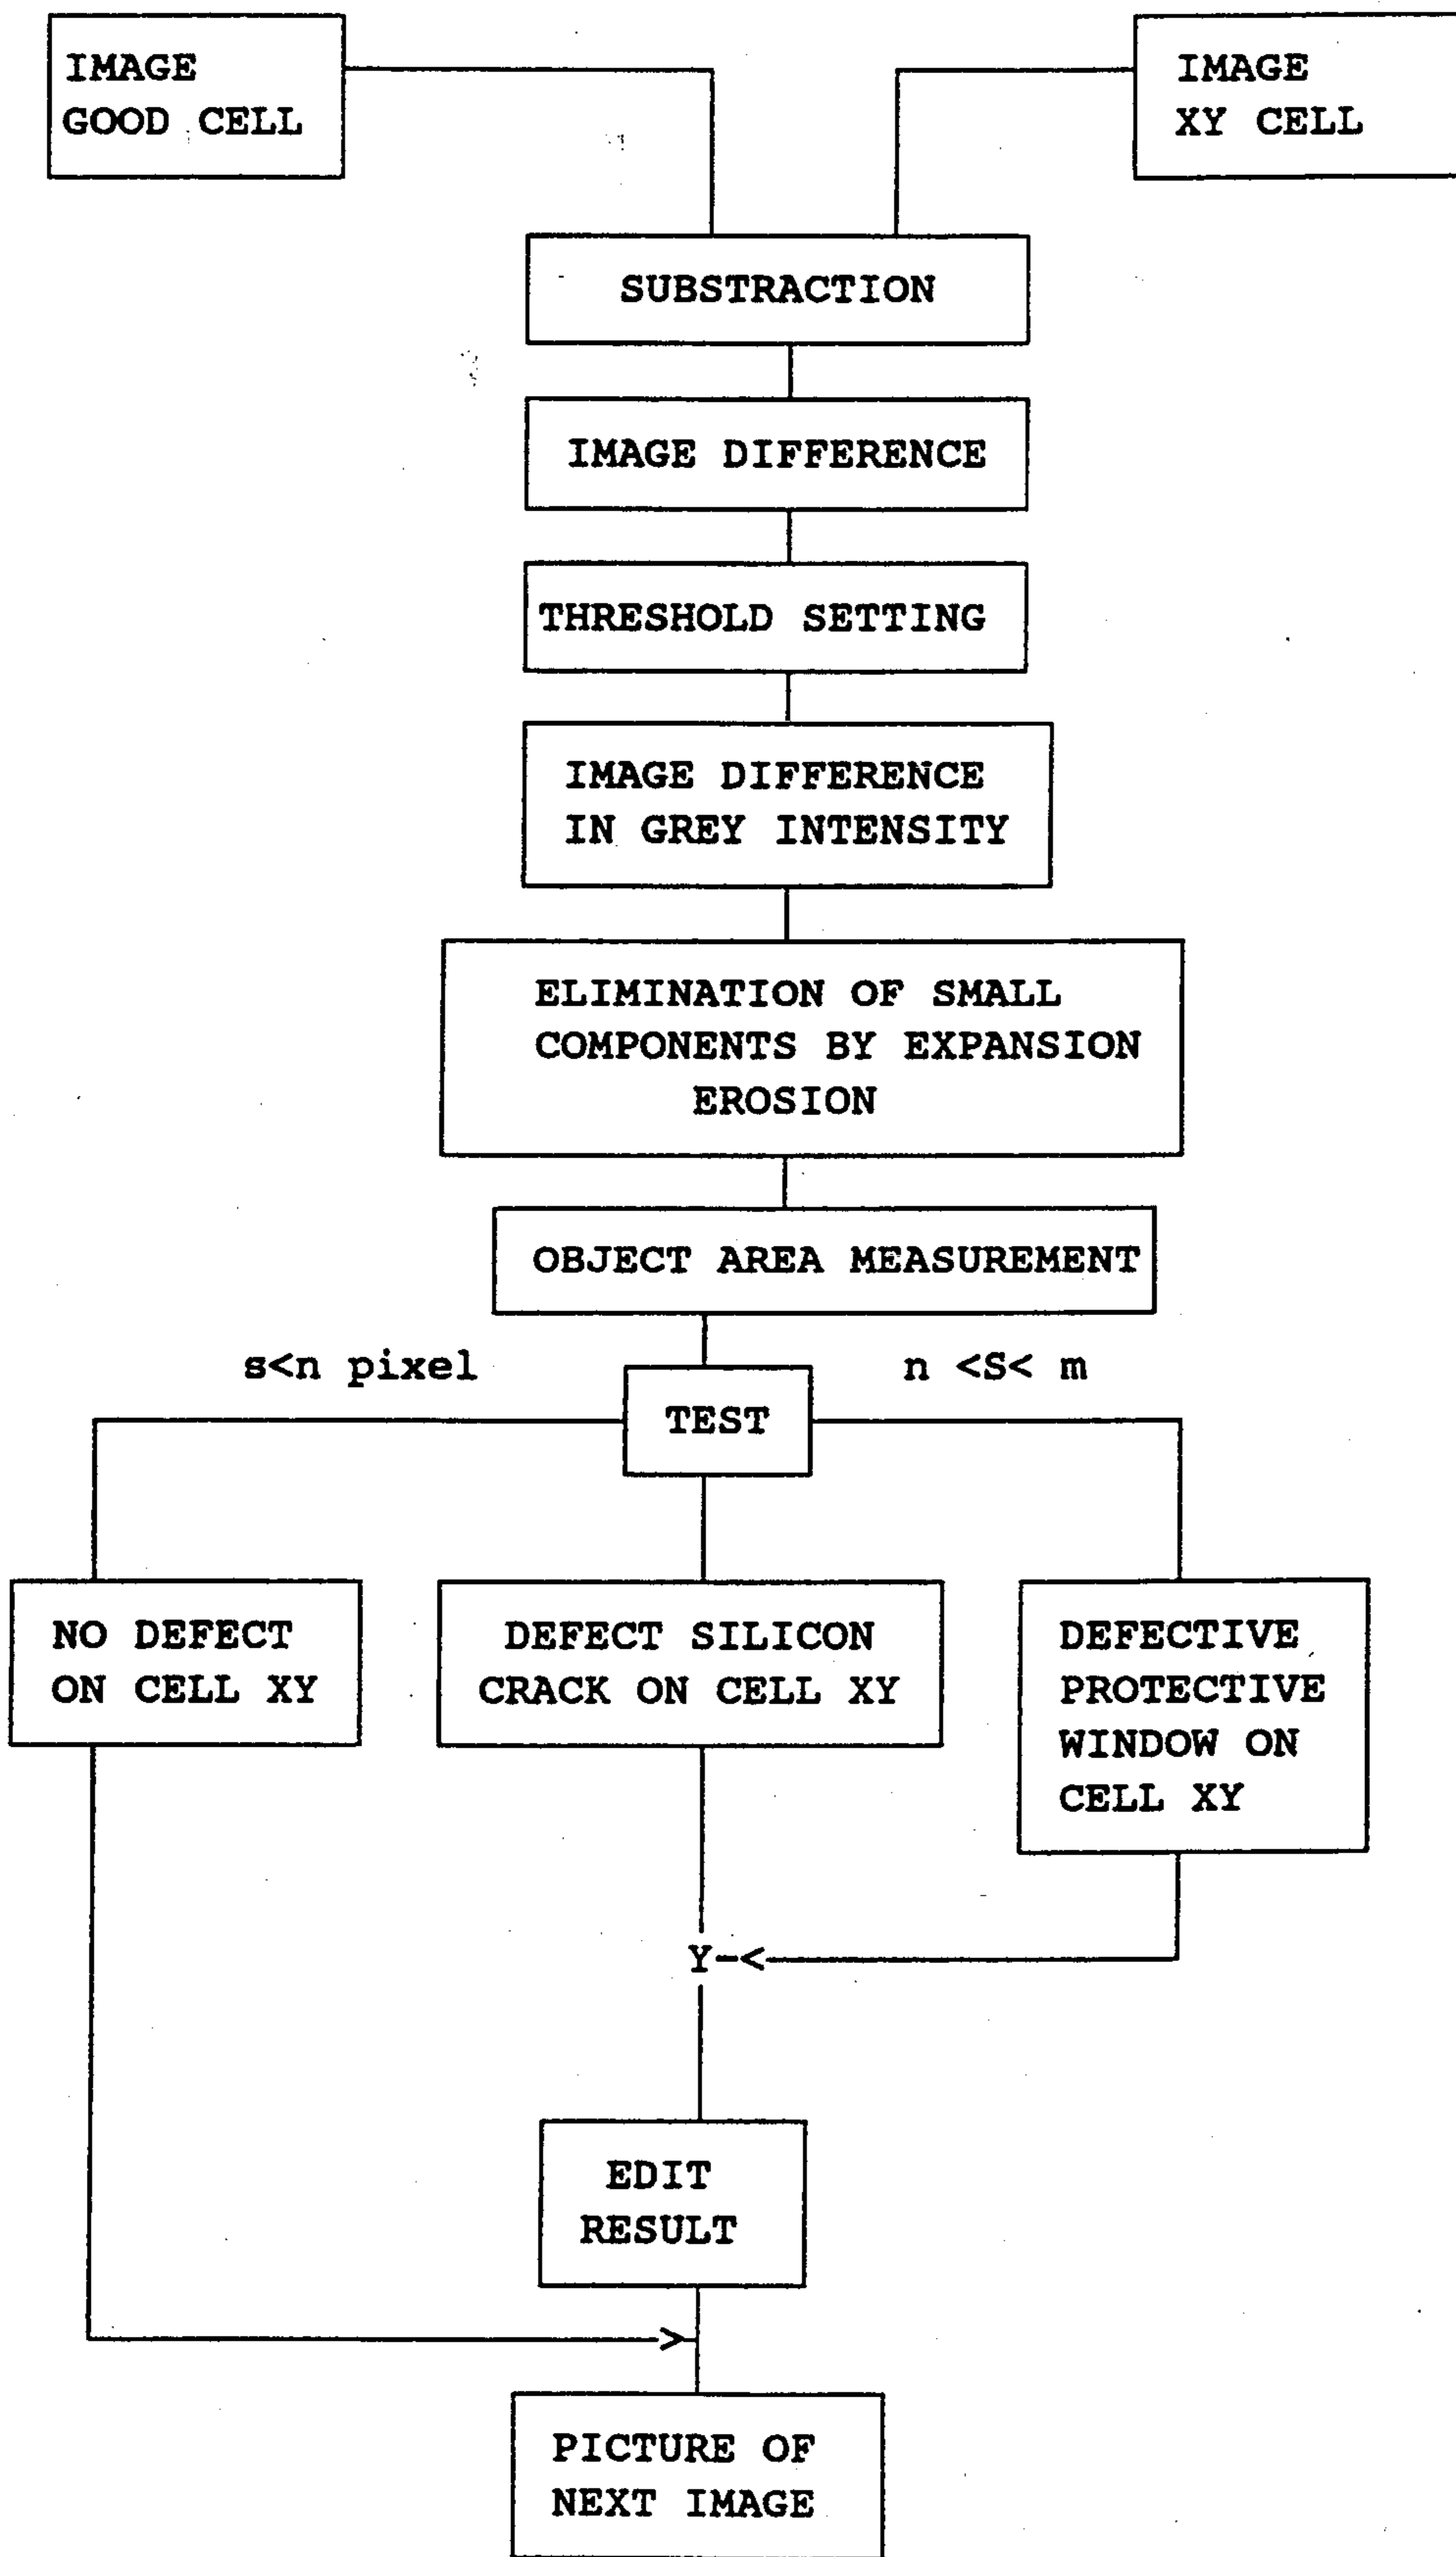 IMAGE
GOOD CELL
IMAGE
XY CELL
SUBSTRACTION
IMAGE DIFFERENCE
THRESHOLD SETTING
IMAGE DIFFERENCE
IN GREY INTENSITY
ELIMINATION OF SMALL
COMPONENTS BY EXPANSION
EROSION
OBJECT AREA MEASUREMENT
s<n pixel
n <S< m
TEST
NO DEFECT
ON CELL XY
DEFECT SILICON
CRACK ON CELL XY
DEFECTIVE
PROTECTIVE
WINDOW ON
CELL XY
Y-<
EDIT
RESULT
>
PICTURE OF
NEXT IMAGE